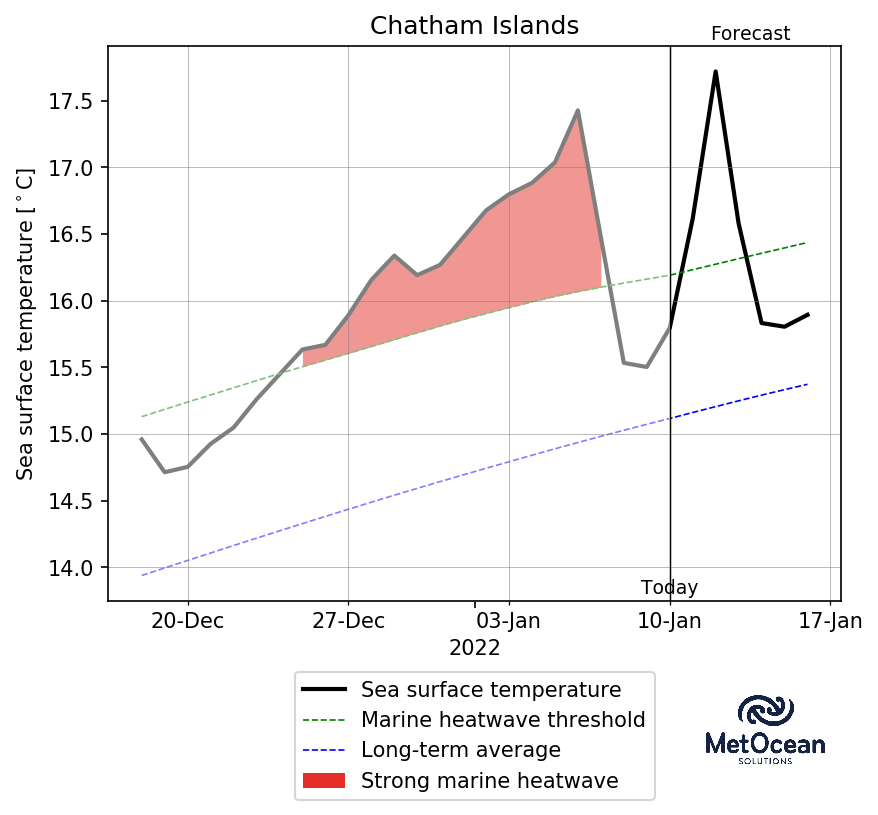 Chatham Islands
Forecast
Sea surface temperature [°C]
17.5
17.0
16.5
16.0
15.5
15.0
14.5
14.0
Today
20-Dec 27-Dec 03-Jan 10-Jan 17-Jan
2022
Sea surface temperature
Marine heatwave threshold
Long-term average
Strong marine heatwave
MetOcean
SOLUTIONS